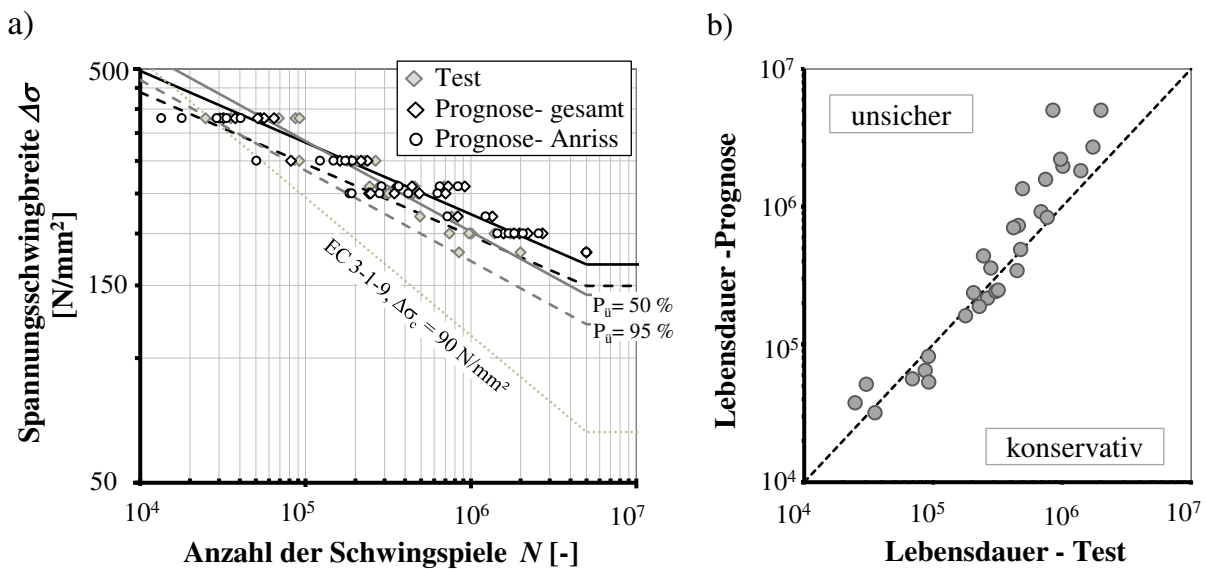 a)
Spannungsschwingbreite Δσ
[N/mm²]
500
150
50
Test
Prognose- gesamt
Prognose- Anriss
EC 3-1-9, Δσc = 90 N/mm²
Pü= 50 %
Pü= 95 %
10⁴
10⁵
10⁶
10⁷
Anzahl der Schwingspiele N [-]
b)
Lebensdauer -Prognose
10⁷
10⁶
10⁵
10⁴
unsicher
konservativ
10⁴
10⁵
10⁶
10⁷
Lebensdauer - Test